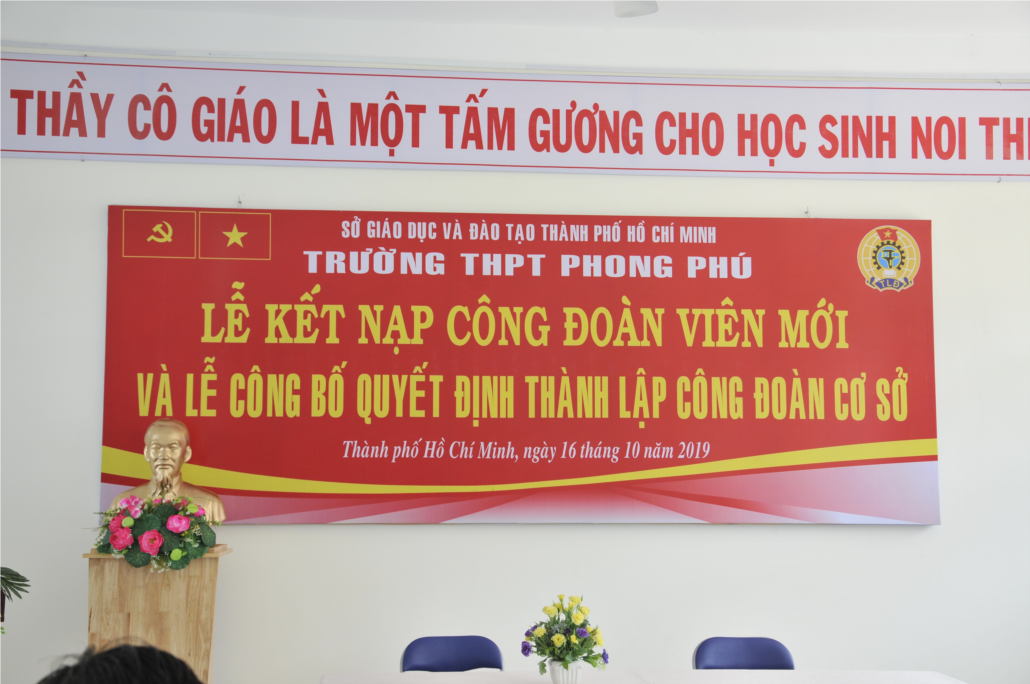 THẦY CÔ GIÁO LÀ MỘT TẤM GƯƠNG CHO HỌC SINH NOI
SỞ GIÁO DỤC VÀ ĐÀO TẠO THÀNH PHỐ HỒ CHÍ MINH
TRƯỜNG THPT PHONG PHÚ
LỄ KẾT NẠP CÔNG ĐOÀN VIÊN MỚI
VÀ LỄ CÔNG BỐ QUYẾT ĐỊNH THÀNH LẬP CÔNG ĐOÀN CƠ SỞ
Thành phố Hồ Chí Minh, ngày 16 tháng 10 năm 2019
TLĐ